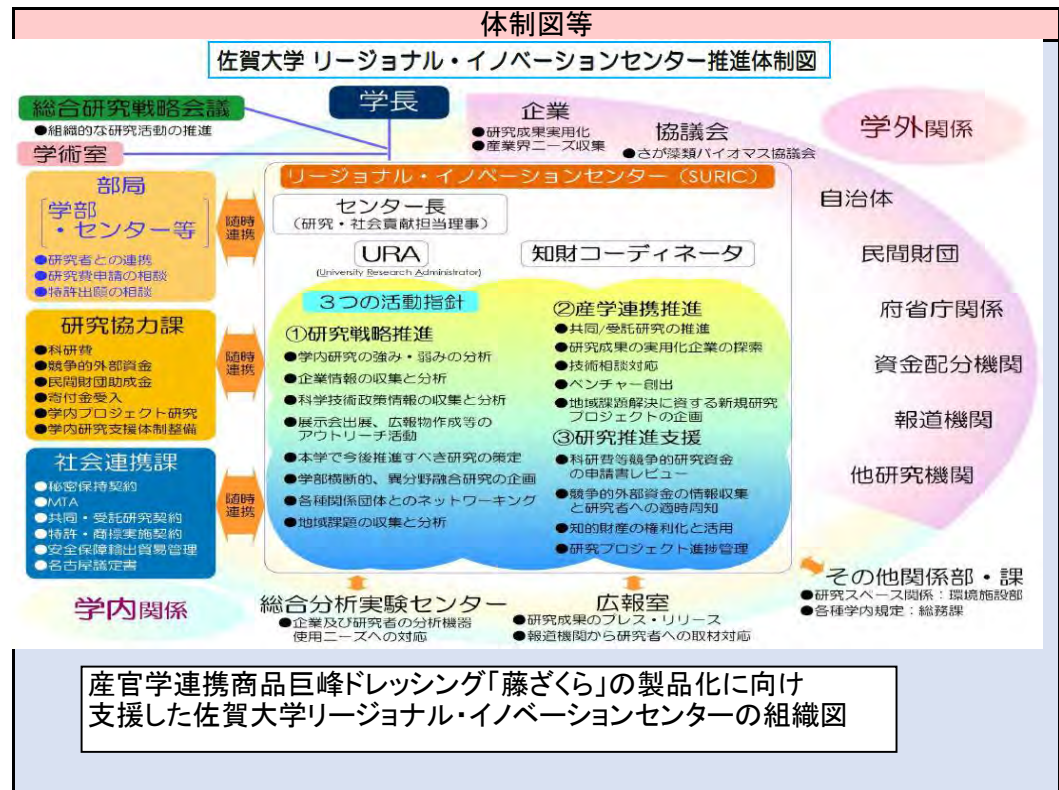 体制図等
佐賀大学 リージョナル・イノベーションセンター推進体制図
総合研究戦略会議
●組織的な研究活動の推進
学術室
学長
企業
●研究成果実用化
●産業界ニーズ収集
協議会
●さが藻類バイオマス協議会
学外関係
自治体
民間財団
府省庁関係
資金配分機関
報道機関
他研究機関
部局
学部
・センター等
●研究者との連携
●研究費申請の相談
●特許出願の相談
随時
連携
研究協力課
●科研費
●競争的外部資金
●民間財団助成金
●寄付金受入
●学内プロジェクト研究
●学内研究支援体制整備
随時
連携
社会連携課
●秘密保持契約
●MTA
●共同・受託研究契約
●特許・商標実施契約
●安全保障輸出貿易管理
●名古屋議定書
随時
連携
学内関係
リージョナル・イノベーションセンター（SURIC）
センター長
（研究・社会貢献担当理事）
URA
(University Research Administrator)
知財コーディネータ
３つの活動指針
①研究戦略推進
●学内研究の強み・弱みの分析
●企業情報の収集と分析
●科学技術政策情報の収集と分析
●展示会出展、広報物作成等の
アウトリーチ活動
●本学で今後推進すべき研究の策定
●学部横断的、異分野融合研究の企画
●各種関係団体とのネットワーキング
●地域課題の収集と分析
②産学連携推進
●共同/受託研究の推進
●研究成果の実用化企業の探索
●技術相談対応
●ベンチャー創出
●地域課題解決に資する新規研究
プロジェクトの企画
③研究推進支援
●科研費等競争的研究資金
の申請書レビュー
●競争的外部資金の情報収集
と研究者への適時周知
●知的財産の権利化と活用
●研究プロジェクト進捗管理
総合分析実験センター
●企業及び研究者の分析機器
使用ニーズへの対応
広報室
●研究成果のプレス・リリース
●報道機関から研究者への取材対応
その他関係部・課
●研究スペース関係：環境施設部
●各種学内規定：総務課
産官学連携商品巨峰ドレッシング「藤ざくら」の製品化に向け
支援した佐賀大学リージョナル・イノベーションセンターの組織図